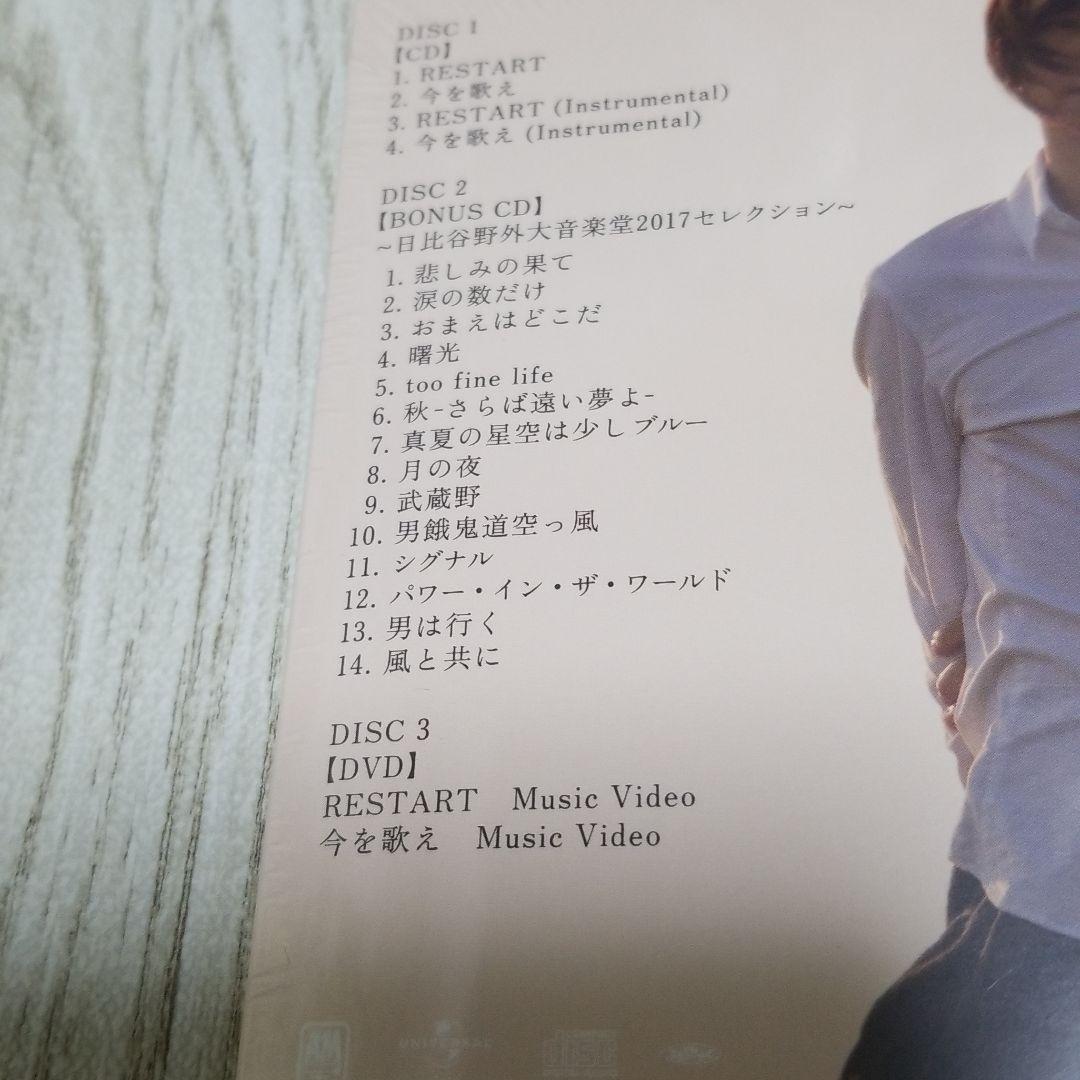 DISC 1
【CD】
1. RESTART
2. 今を歌え
3. RESTART (Instrumental)
4. 今を歌え (Instrumental)
DISC 2
【BONUS CD】
~日比谷野外大音楽堂2017セレクション~
1. 悲しみの果て
2. 涙の数だけ
3. おまえはどこだ
4. 曙光
5. too fine life
6. 秋-さらば遠い夢よ-
7. 真夏の星空は少しブルー
8. 月の夜
9. 武蔵野
10. 男餓鬼道空っ風
11. シグナル
12. パワー・イン・ザ・ワールド
13. 男は行く
14. 風と共に
DISC 3
【DVD】
RESTART Music Video
今を歌え Music Video
UNIVERSAL